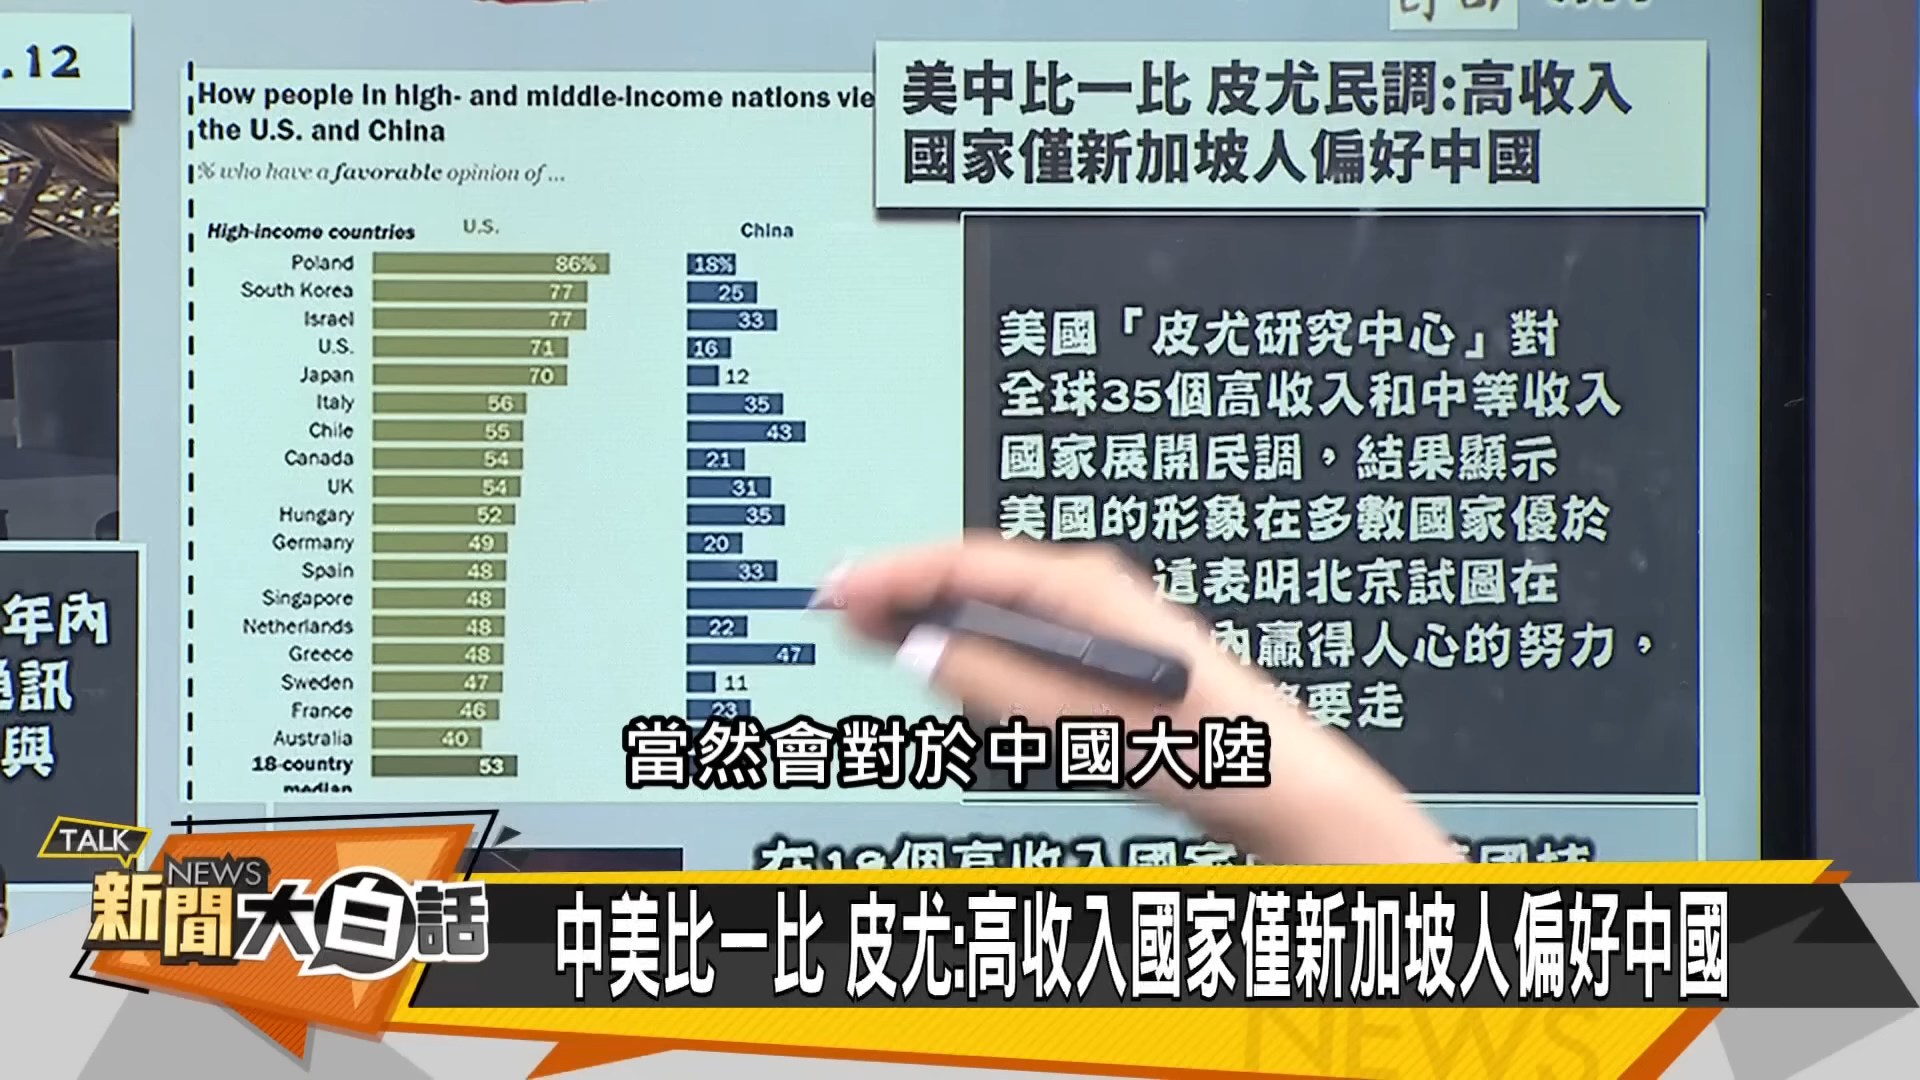 .12
How people in high- and middle-income nations vie
the U.S. and China
% who have a favorable opinion of ...
High-income countries U.S. China
Poland 86% 18%
South Korea 77 25
Israel 77 33
U.S. 71 16
Japan 70 12
Italy 56 35
Chile 55 43
Canada 54 21
UK 54 31
Hungary 52 35
Germany 49 20
Spain 48 33
Singapore 48
Netherlands 48 22
Greece 48 47
Sweden 47 11
France 46 23
Australia 40
18-country 53
median
美中比一比 皮尤民調:高收入
國家僅新加坡人偏好中國
美國「皮尤研究中心」對
全球35個高收入和中等收入
國家展開民調,結果顯示
美國的形象在多數國家優於
這表明北京試圖在
內贏得人心的努力,
要走
年內
通訊
與
當然會對於中國大陸
TALK
NEWS
新聞大白話
中美比一比 皮尤:高收入國家僅新加坡人偏好中國
NEWS